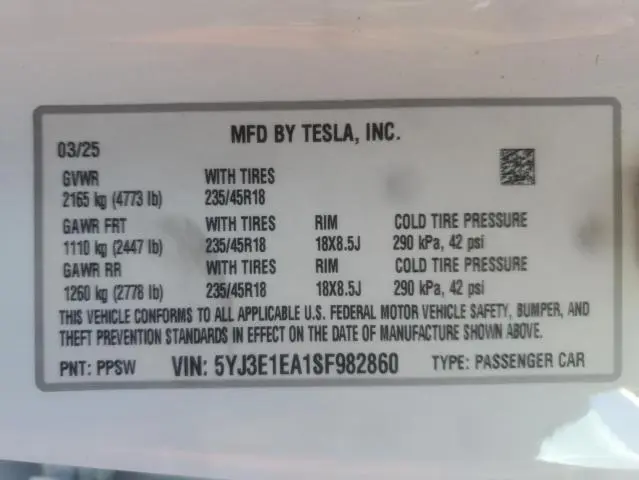 MFD BY TESLA, INC.
03/25
GVWR WITH TIRES
2165 kg (4773 lb) 235/45R18
GAWR FRT WITH TIRES RIM COLD TIRE PRESSURE
1110 kg (2447 lb) 235/45R18 18X8.5J 290 kPa, 42 psi
GAWR RR WITH TIRES RIM COLD TIRE PRESSURE
1260 kg (2778 lb) 235/45R18 18X8.5J 290 kPa, 42 psi
THIS VEHICLE CONFORMS TO ALL APPLICABLE U.S. FEDERAL MOTOR VEHICLE SAFETY, BUMPER, AND
THEFT PREVENTION STANDARDS IN EFFECT ON THE DATE OF MANUFACTURE SHOWN ABOVE.
PNT: PPSW VIN: 5YJ3E1EA1SF982860 TYPE: PASSENGER CAR